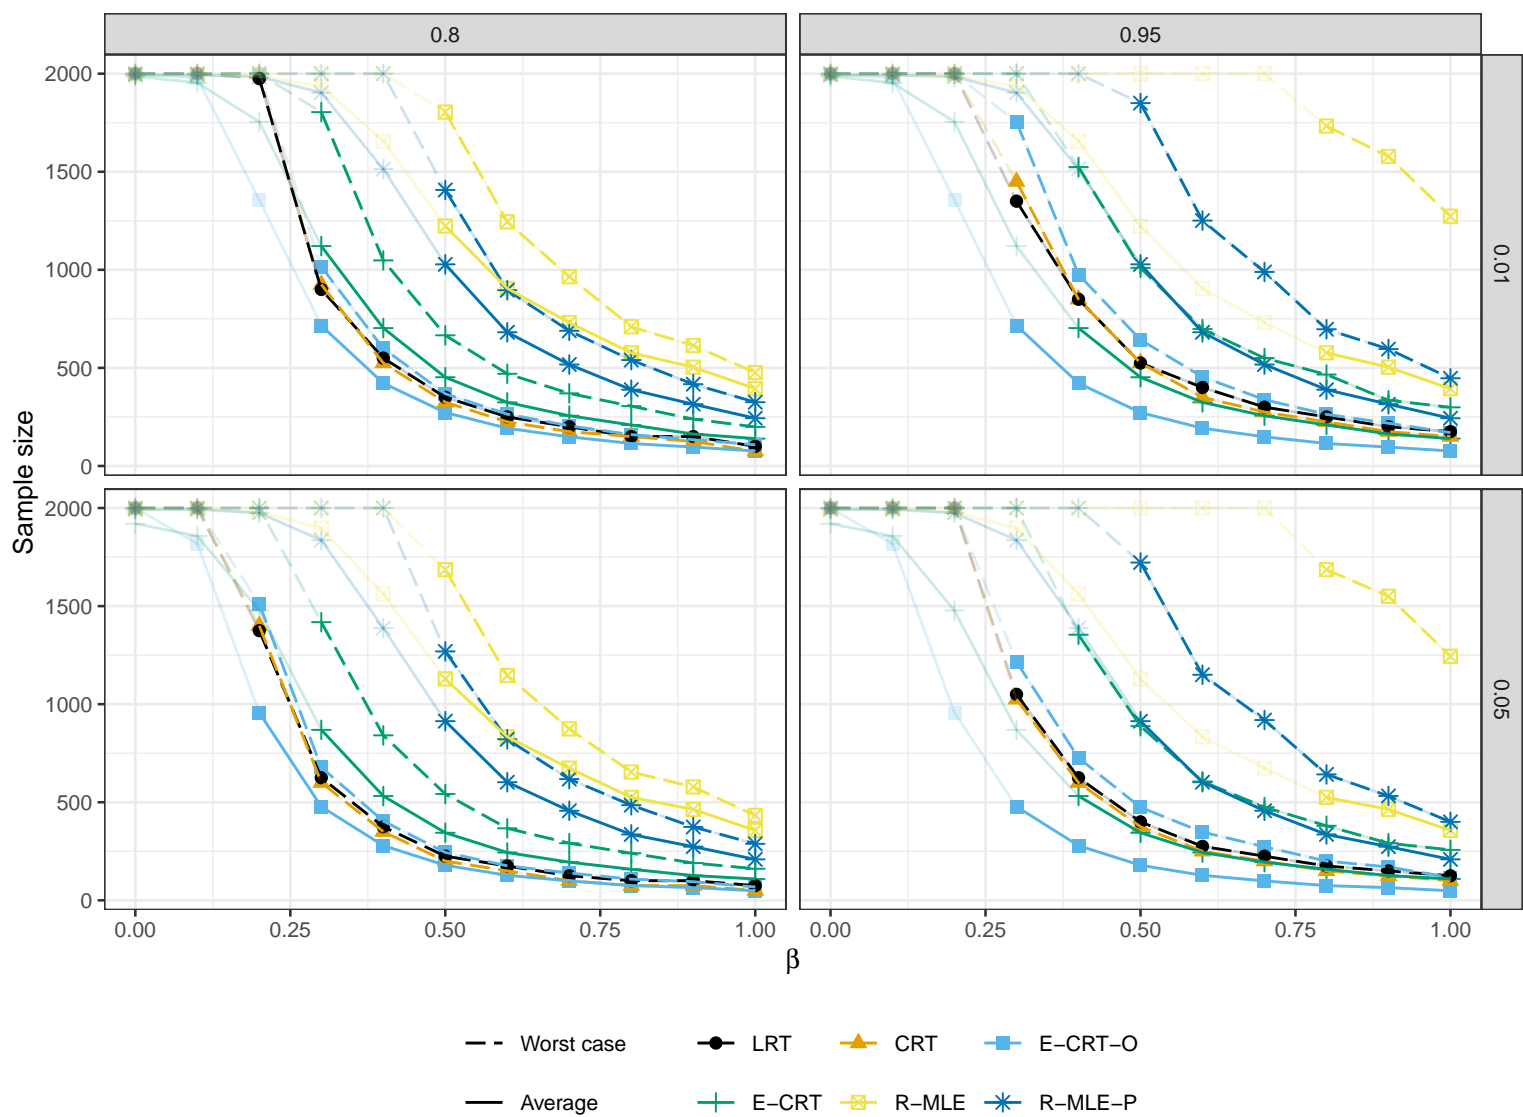 0.8 0.95
2000
1500
1000
500
0
0.01
Sample size
2000
1500
1000
500
0
0.05
0.00 0.25 0.50 0.75 1.00 0.00 0.25 0.50 0.75 1.00
β
Worst case LRT CRT E−CRT−O
Average E−CRT R−MLE R−MLE−P